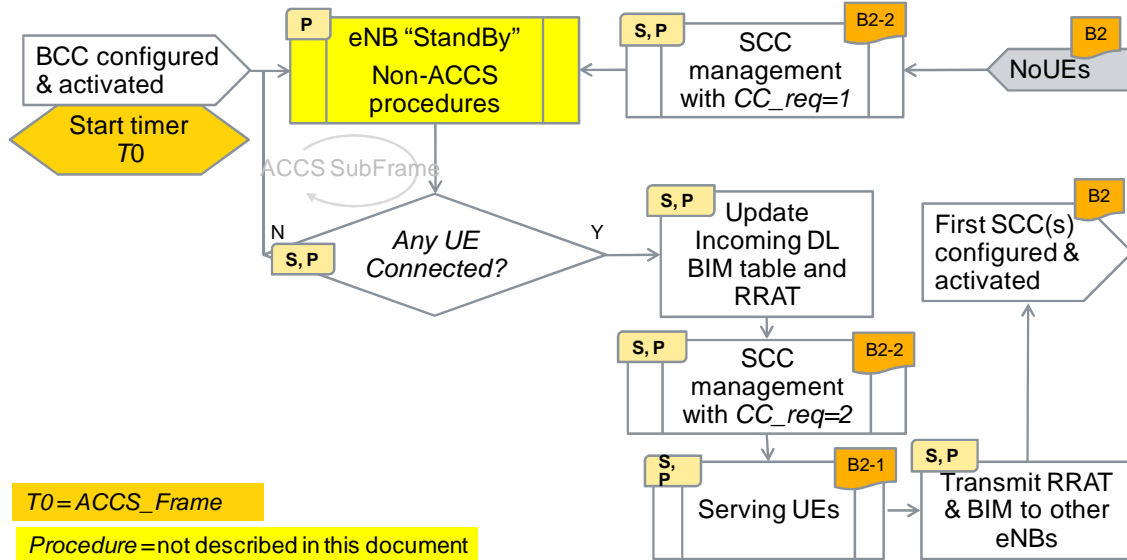 P
eNB “StandBy”
Non-ACCS
procedures
BCC configured
& activated
Start timer
T0
S, P
B2-2
SCC
management
with CC_req=1
B2
NoUEs
ACCS SubFrame
N
S, P
Any UE
Connected?
Y
S, P
Update
Incoming DL
BIM table and
RRAT
B2
First SCC(s)
configured &
activated
S, P
B2-2
SCC
management
with CC_req=2
S,
P
B2-1
Serving UEs
S, P
Transmit RRAT
& BIM to other
eNBs
T0 = ACCS_Frame
Procedure = not described in this document